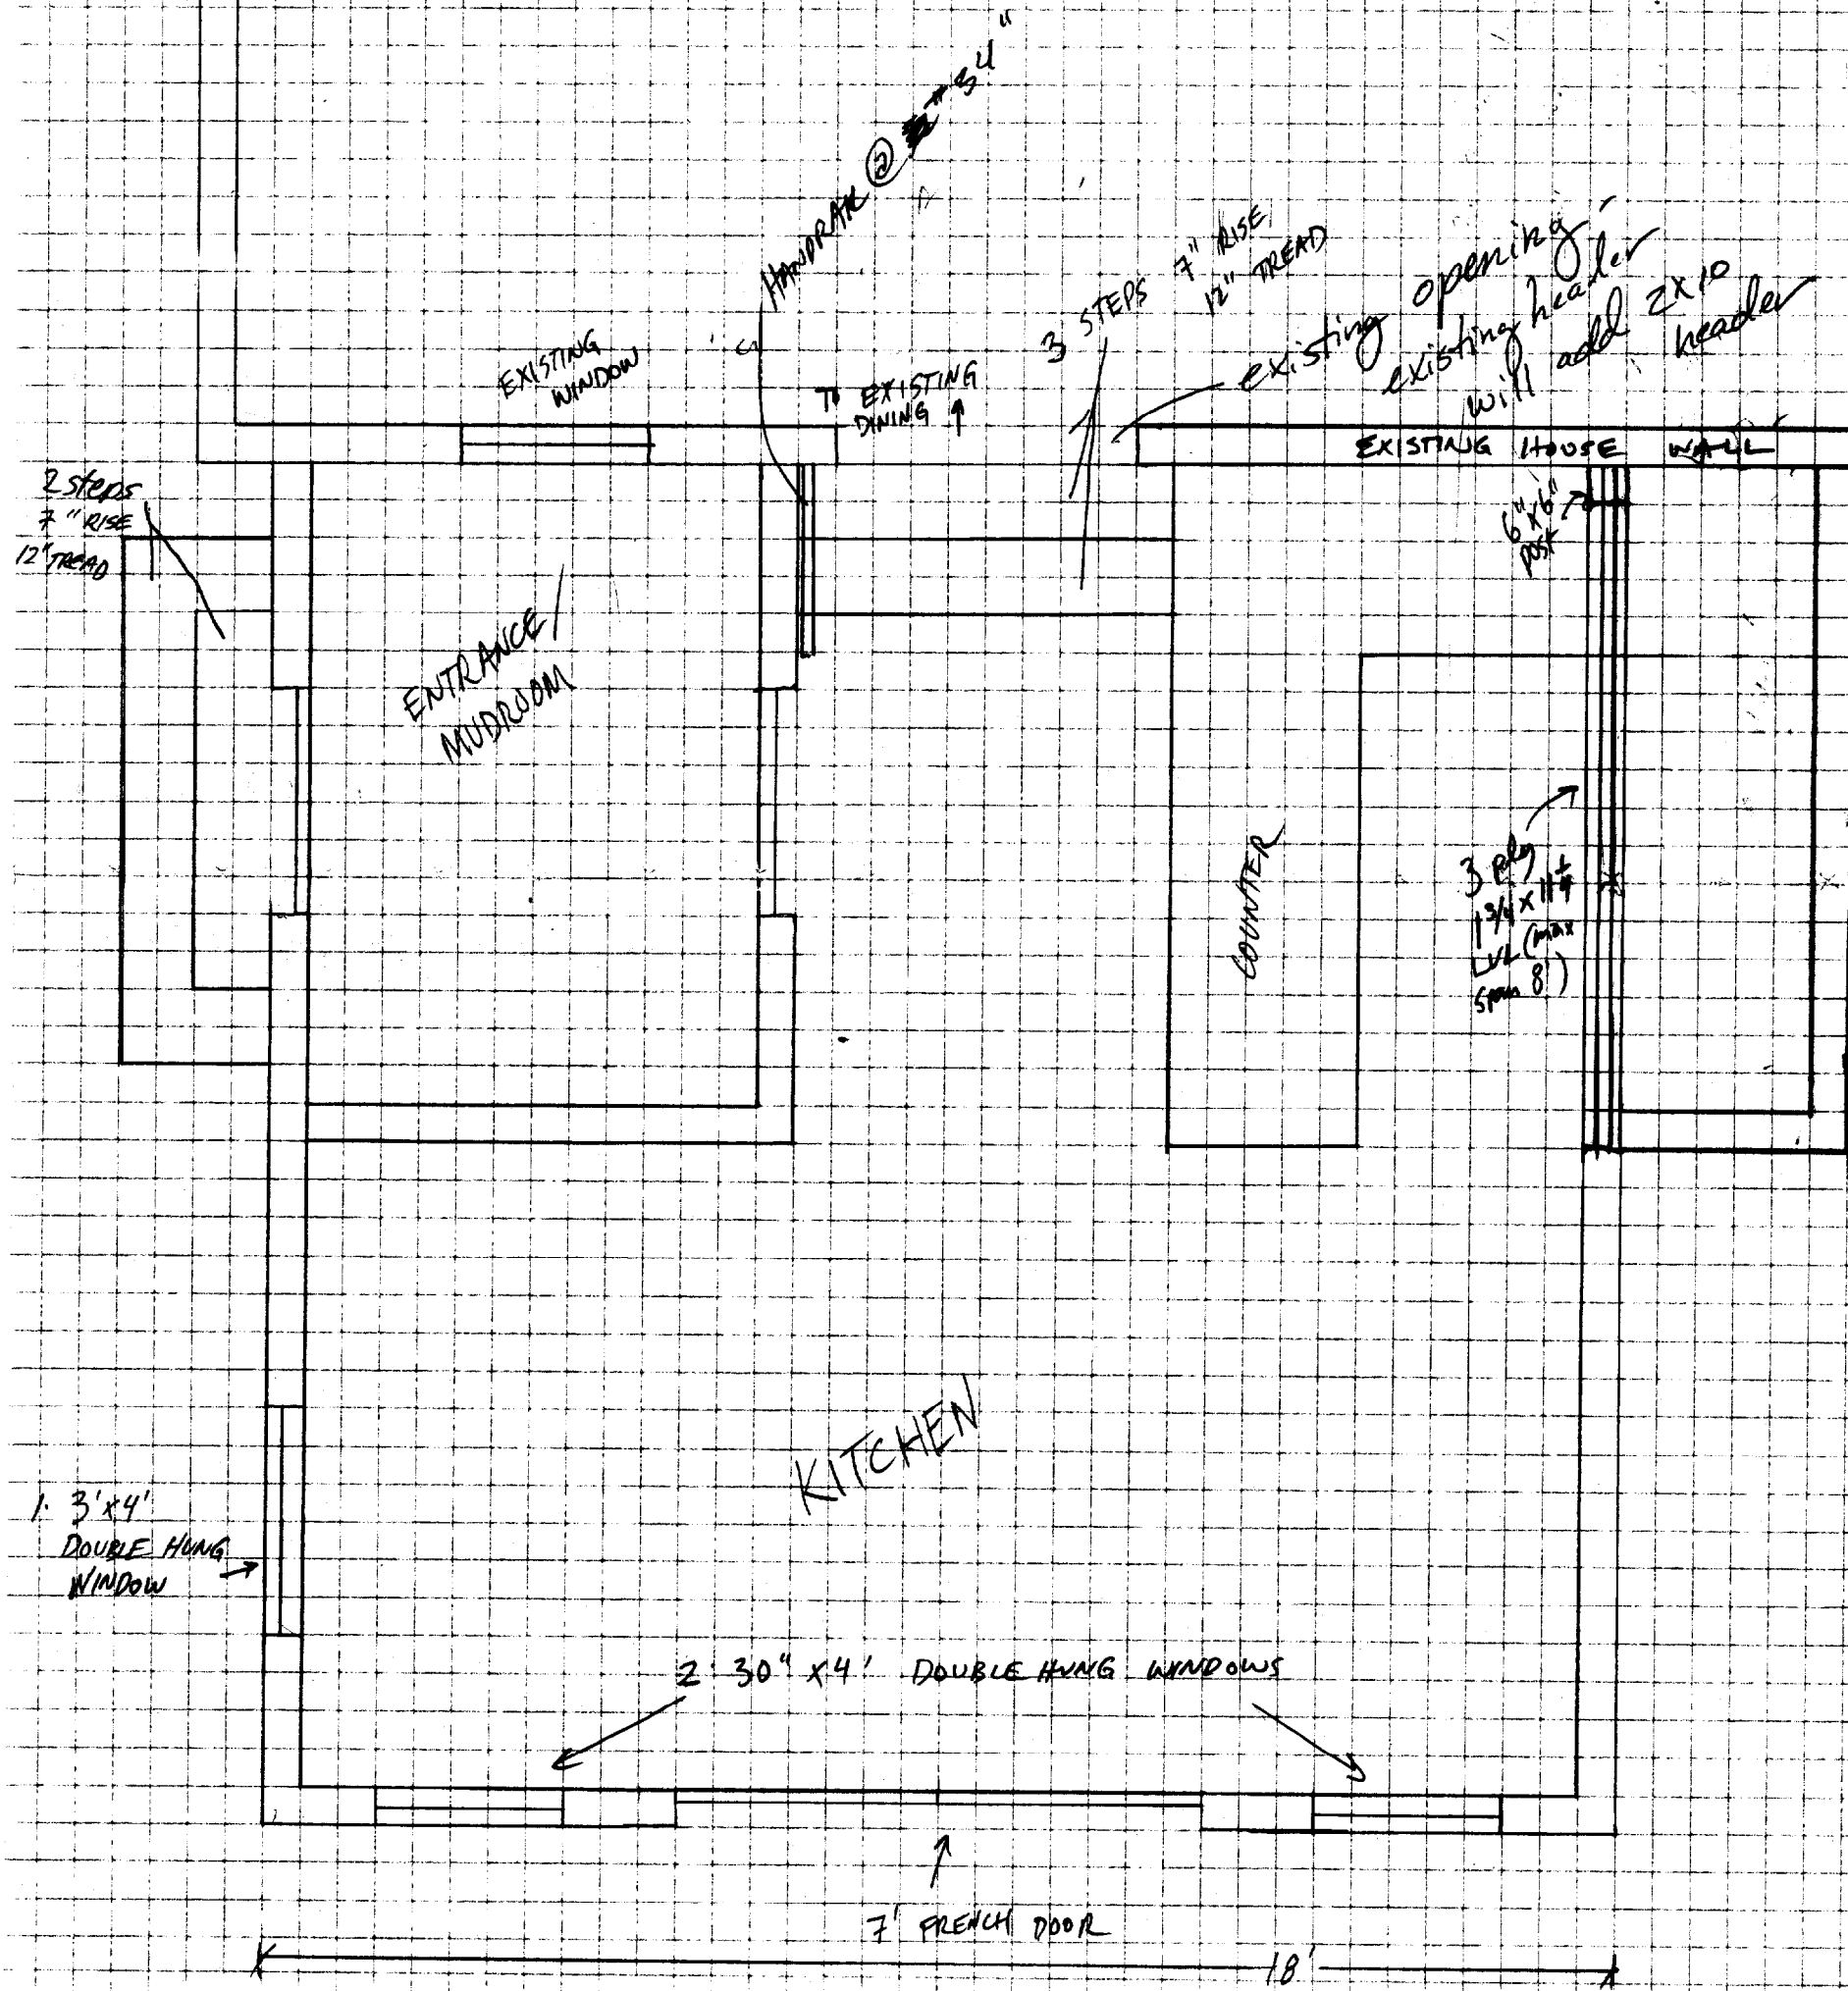 HANDRAIL @ 34"
3 STEPS 7" RISE,
12" TREAD
existing opening
existing header
will add 2x10
header
EXISTING
WINDOW
TO EXISTING
DINING
EXISTING HOUSE WALL
2 steps
7" RISE
12" TREAD
6"x6"
post
ENTRANCE/
MUDROOM
COUNTER
3 ply
1 3/4 x 11 1/4
LVL (max
span 8')
KITCHEN
1. 3'x4'
DOUBLE HUNG
WINDOW
2 30" x 4' DOUBLE HUNG WINDOWS
7' FRENCH DOOR
18'